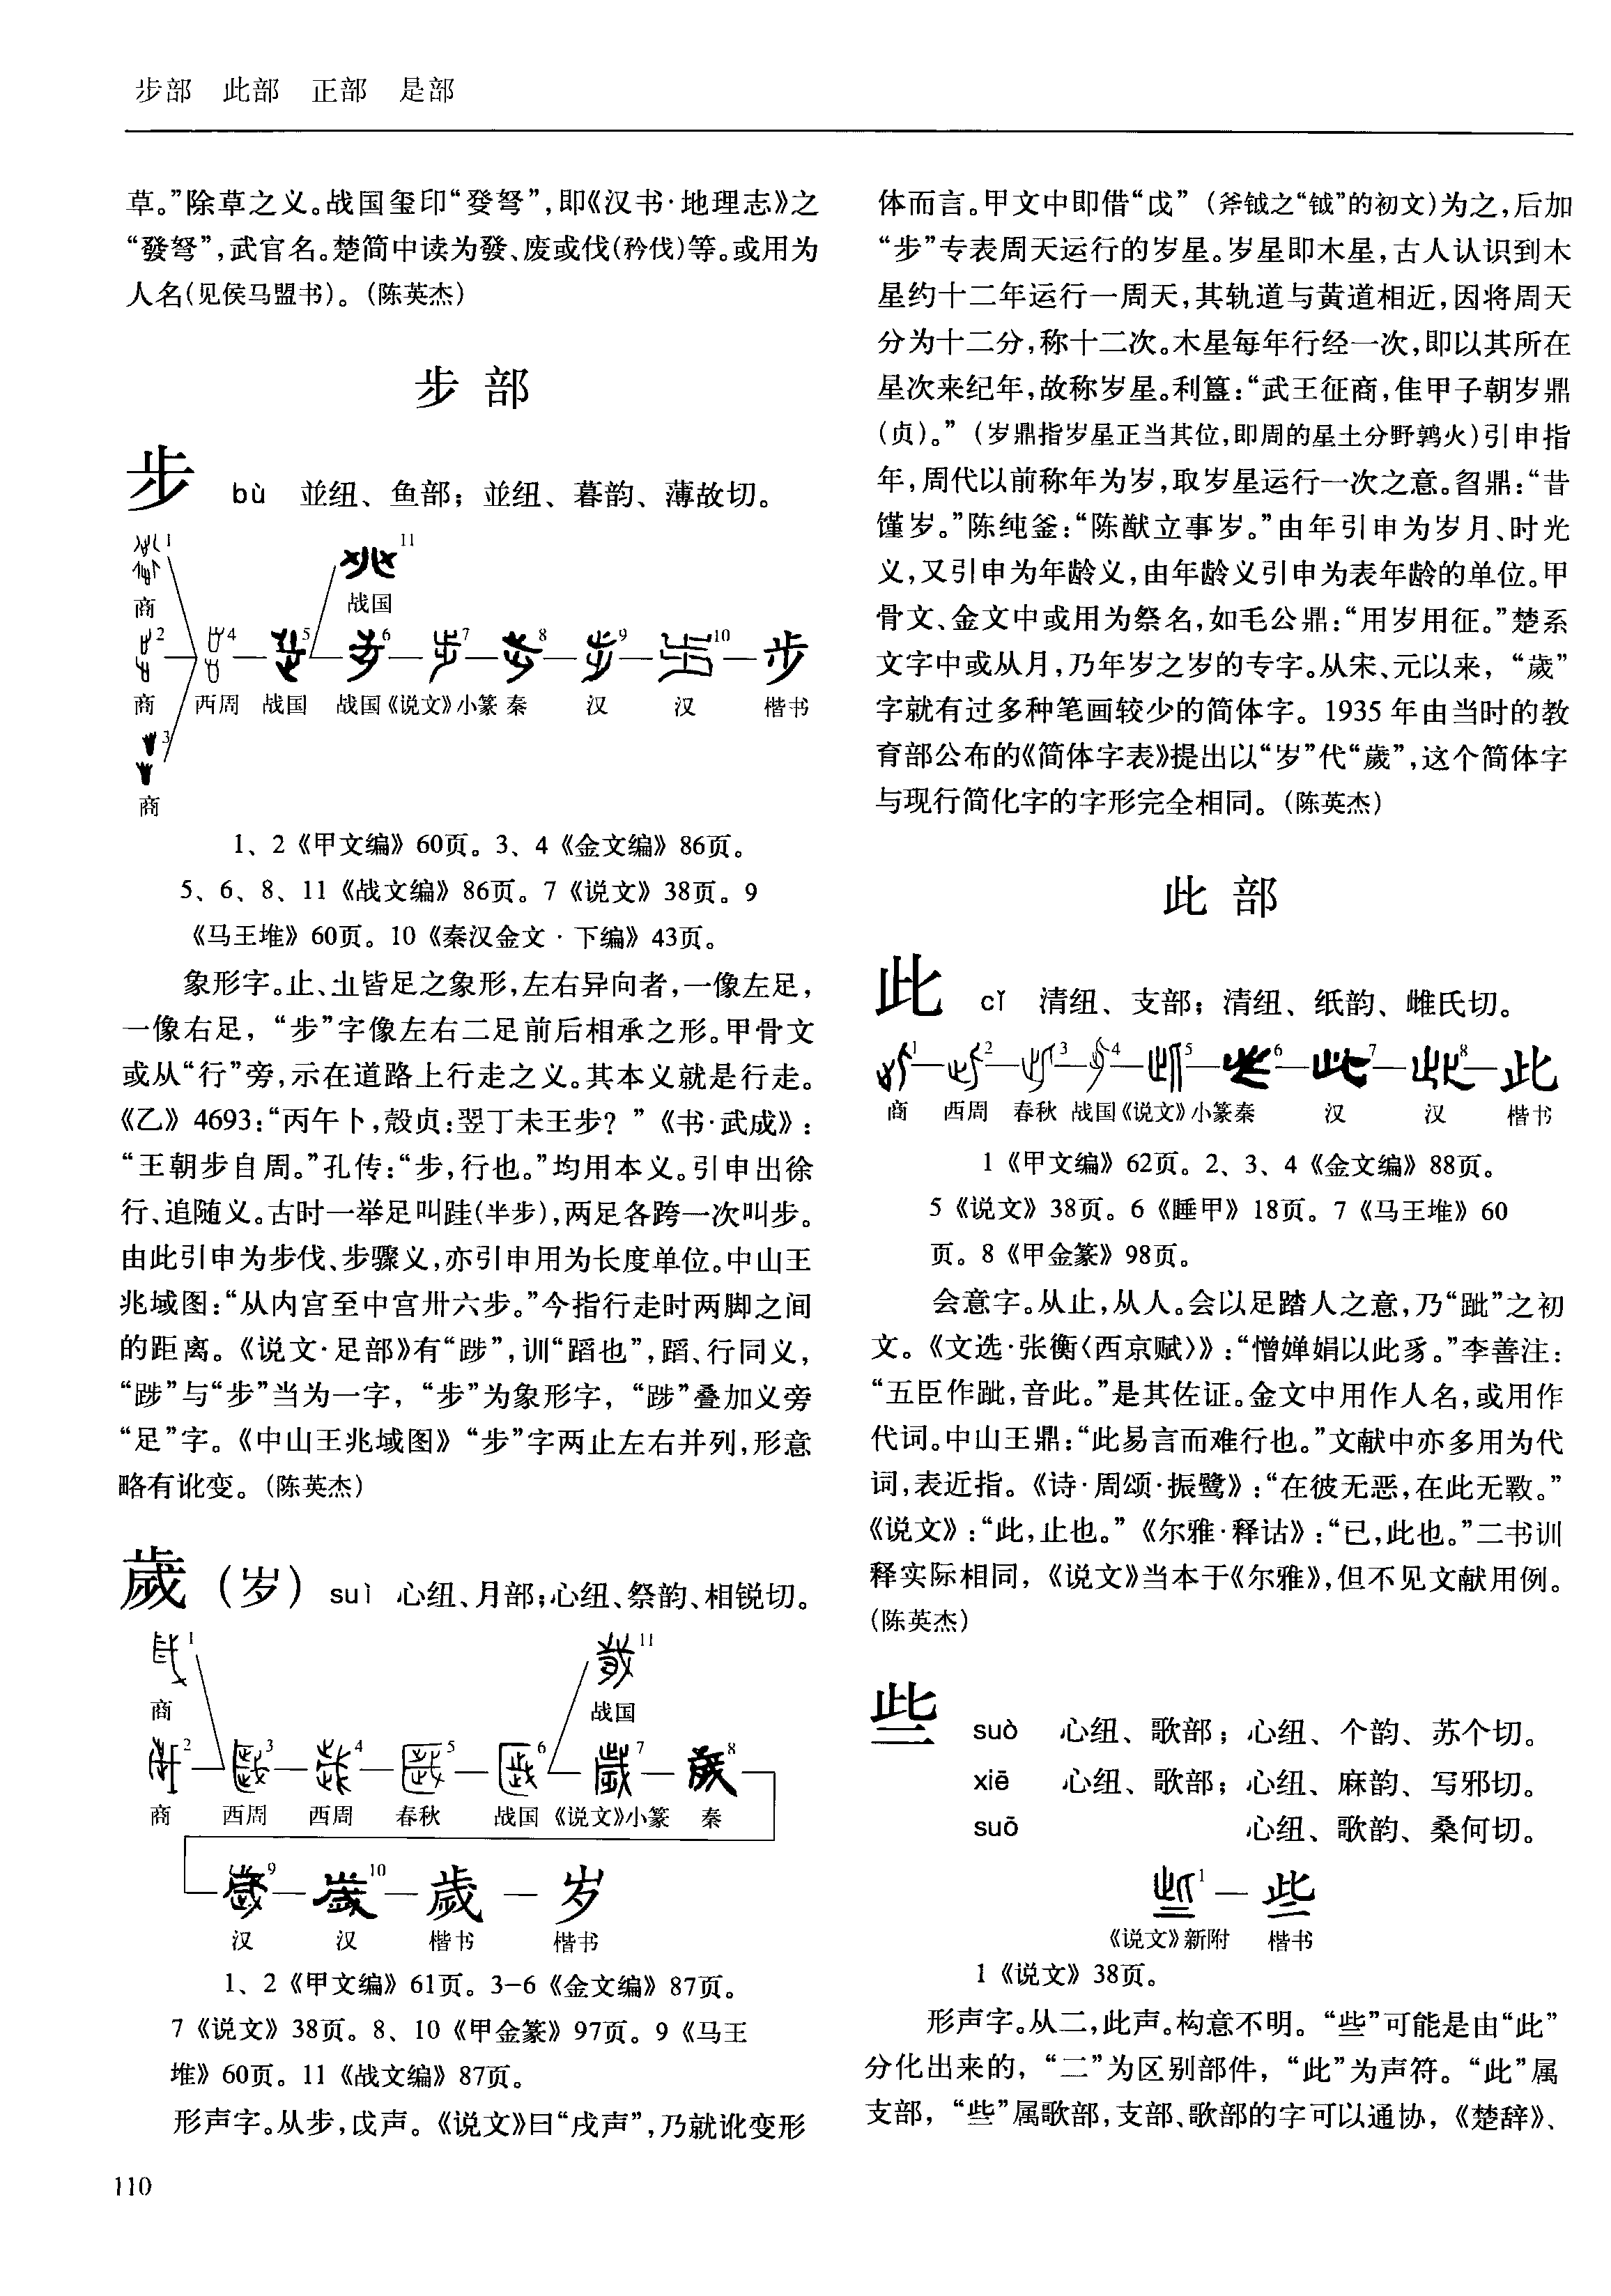 步部　此部　正部　是部
草。”除草之义。战国玺印“癹弩”，即《汉书·地理志》之
“發弩”，武官名。楚简中读为發、废或伐(矜伐)等。或用为
人名(见侯马盟书)。(陈英杰)
步 部
步 bù 並纽、鱼部；並纽、暮韵、薄故切。
1
11
商
战国
2 4 5 6 7 8 9 10 步
商 西周 战国 战国《说文》小篆 秦 汉 汉 楷书
3
商
1、2《甲文编》60页。3、4《金文编》86页。
5、6、8、11《战文编》86页。7《说文》38页。9
《马王堆》60页。10《秦汉金文·下编》43页。
象形字。止、㐄皆足之象形，左右异向者，一像左足，
一像右足，“步”字像左右二足前后相承之形。甲骨文
或从“行”旁，示在道路上行走之义。其本义就是行走。
《乙》4693：“丙午卜，㱿贞：翌丁未王步？”《书·武成》：
“王朝步自周。”孔传：“步，行也。”均用本义。引申出徐
行、追随义。古时一举足叫跬(半步)，两足各跨一次叫步。
由此引申为步伐、步骤义，亦引申用为长度单位。中山王
兆域图：“从内宫至中宫卅六步。”今指行走时两脚之间
的距离。《说文·足部》有“踄”，训“蹈也”，蹈、行同义，
“踄”与“步”当为一字，“步”为象形字，“踄”叠加义旁
“足”字。《中山王兆域图》“步”字两止左右并列，形意
略有讹变。(陈英杰)
歲（岁）suì 心纽、月部；心纽、祭韵、相锐切。
1
11
商
战国
2 3 4 5 6 7 8
商 西周 西周 春秋 战国《说文》小篆 秦
9 10 歲 岁
汉 汉 楷书 楷书
1、2《甲文编》61页。3-6《金文编》87页。
7《说文》38页。8、10《甲金篆》97页。9《马王
堆》60页。11《战文编》87页。
形声字。从步，戉声。《说文》曰“戌声”，乃就讹变形
体而言。甲文中即借“戉”(斧钺之“钺”的初文)为之，后加
“步”专表周天运行的岁星。岁星即木星，古人认识到木
星约十二年运行一周天，其轨道与黄道相近，因将周天
分为十二分，称十二次。木星每年行经一次，即以其所在
星次来纪年，故称岁星。利簋：“武王征商，隹甲子朝岁鼎
(贞)。”(岁鼎指岁星正当其位，即周的星土分野鹑火)引申指
年，周代以前称年为岁，取岁星运行一次之意。曶鼎：“昔
馑岁。”陈纯釜：“陈猷立事岁。”由年引申为岁月、时光
义，又引申为年龄义，由年龄义引申为表年龄的单位。甲
骨文、金文中或用为祭名，如毛公鼎：“用岁用征。”楚系
文字中或从月，乃年岁之岁的专字。从宋、元以来，“歲”
字就有过多种笔画较少的简体字。1935年由当时的教
育部公布的《简体字表》提出以“岁”代“歲”，这个简体字
与现行简化字的字形完全相同。(陈英杰)
此 部
此 cǐ 清纽、支部；清纽、纸韵、雌氏切。
1 2 3 4 5 6 7 8 此
商 西周 春秋 战国《说文》小篆 秦 汉 汉 楷书
1《甲文编》62页。2、3、4《金文编》88页。
5《说文》38页。6《睡甲》18页。7《马王堆》60
页。8《甲金篆》98页。
会意字。从止，从人。会以足踏人之意，乃“跐”之初
文。《文选·张衡〈西京赋〉》：“憎婵娟以此豸。”李善注：
“五臣作跐，音此。”是其佐证。金文中用作人名，或用作
代词。中山王鼎：“此易言而难行也。”文献中亦多用为代
词，表近指。《诗·周颂·振鹭》：“在彼无恶，在此无斁。”
《说文》：“此，止也。”《尔雅·释诂》：“已，此也。”二书训
释实际相同，《说文》当本于《尔雅》，但不见文献用例。
(陈英杰)
些 suò 心纽、歌部；心纽、个韵、苏个切。
xiē 心纽、歌部；心纽、麻韵、写邪切。
suō 心纽、歌韵、桑何切。
1 些
《说文》新附 楷书
1《说文》38页。
形声字。从二，此声。构意不明。“些”可能是由“此”
分化出来的，“二”为区别部件，“此”为声符。“此”属
支部，“些”属歌部，支部、歌部的字可以通协，《楚辞》、
110